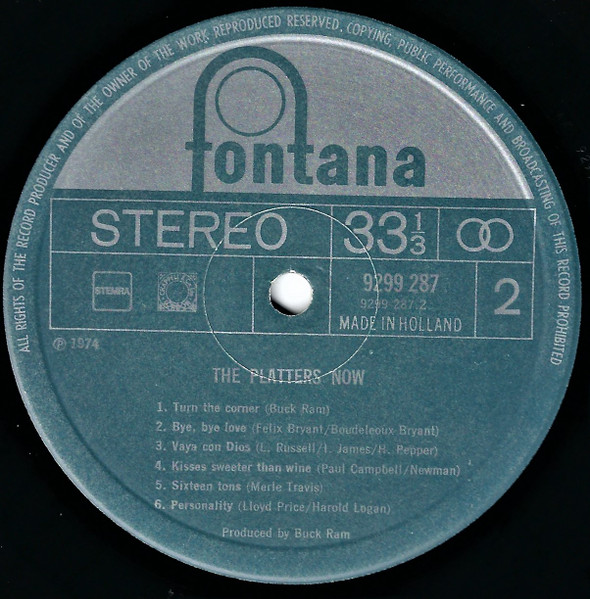 ALL RIGHTS OF THE RECORD PRODUCER AND OF THE OWNER OF THE WORK REPRODUCED RESERVED. COPYING, PUBLIC PERFORMANCE AND BROADCASTING OF THIS RECORD PROHIBITED
fontana
STEREO 33 1/3
STEMRA 9299 287 2
9299 287.2
MADE IN HOLLAND
℗ 1974
THE PLATTERS NOW
1. Turn the corner (Buck Ram)
2. Bye, bye love (Felix Bryant/Boudeleoux Bryant)
3. Vaya con Dios (L. Russell/I. James/H. Pepper)
4. Kisses sweeter than wine (Paul Campbell/Newman)
5. Sixteen tons (Merle Travis)
6. Personality (Lloyd Price/Harold Logan)
Produced by Buck Ram